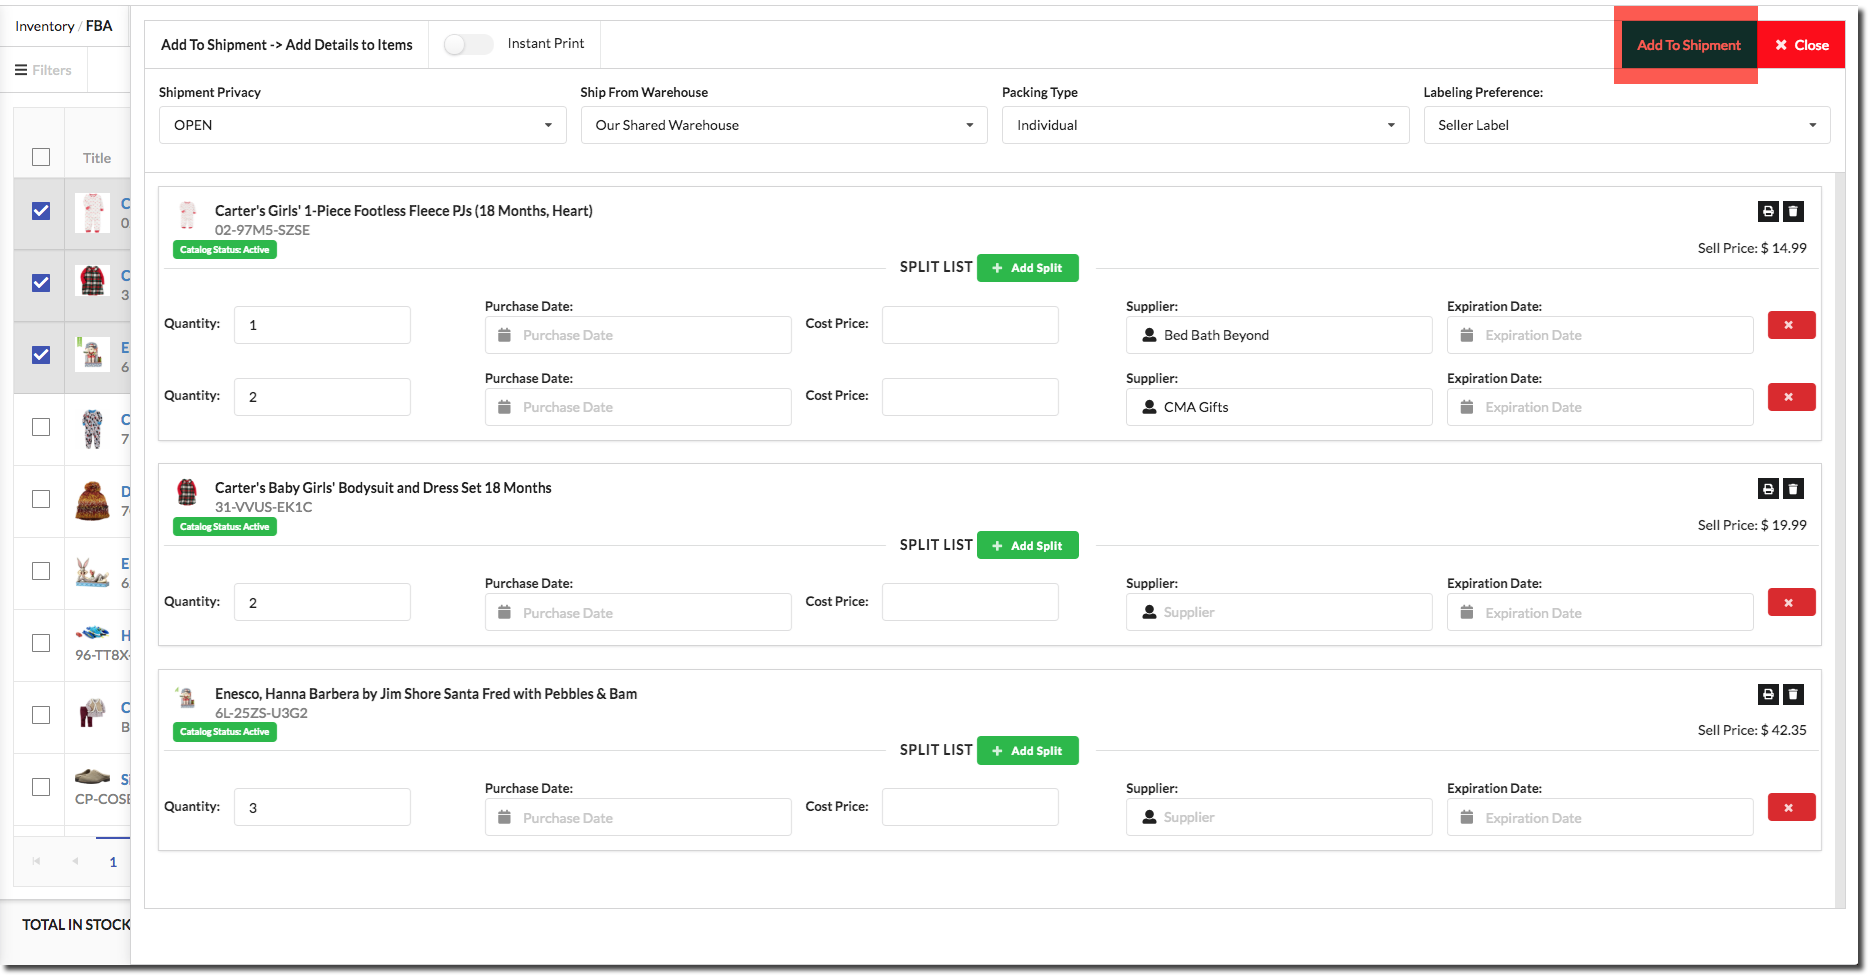 Inventory / FBA
Filters
Title
C
0
C
3
E
6
C
7
D
7
E
6
H
96-TT8X-
C
B
Si
CP-COSE
1
TOTAL IN STOCK
Add To Shipment -> Add Details to Items
Instant Print
Add To Shipment
Close
Shipment Privacy
OPEN
Ship From Warehouse
Our Shared Warehouse
Packing Type
Individual
Labeling Preference:
Seller Label
Carter's Girls' 1-Piece Footless Fleece PJs (18 Months, Heart)
02-97M5-SZSE
Catalog Status: Active
Sell Price: $ 14.99
SPLIT LIST
Add Split
Quantity:
1
Purchase Date:
Purchase Date
Cost Price:
Supplier:
Bed Bath Beyond
Expiration Date:
Expiration Date
Quantity:
2
Purchase Date:
Purchase Date
Cost Price:
Supplier:
CMA Gifts
Expiration Date:
Expiration Date
Carter's Baby Girls' Bodysuit and Dress Set 18 Months
31-VVUS-EK1C
Catalog Status: Active
Sell Price: $ 19.99
SPLIT LIST
Add Split
Quantity:
2
Purchase Date:
Purchase Date
Cost Price:
Supplier:
Supplier
Expiration Date:
Expiration Date
Enesco, Hanna Barbera by Jim Shore Santa Fred with Pebbles & Bam
6L-25ZS-U3G2
Catalog Status: Active
Sell Price: $ 42.35
SPLIT LIST
Add Split
Quantity:
3
Purchase Date:
Purchase Date
Cost Price:
Supplier:
Supplier
Expiration Date:
Expiration Date